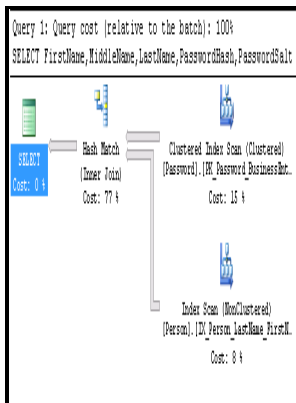 Query 1: Query cost (relative to the batch): 100%
SELECT FirstName,MiddleName,LastName,PasswordHash,PasswordSalt
SELECT
Cost: 0 %
Hash Match
(Inner Join)
Cost: 77 %
Clustered Index Scan (Clustered)
[Password].[PK_Password_BusinessEnt…
Cost: 15 %
Index Scan (NonClustered)
[Person].[IX_Person_LastName_FirstN…
Cost: 8 %